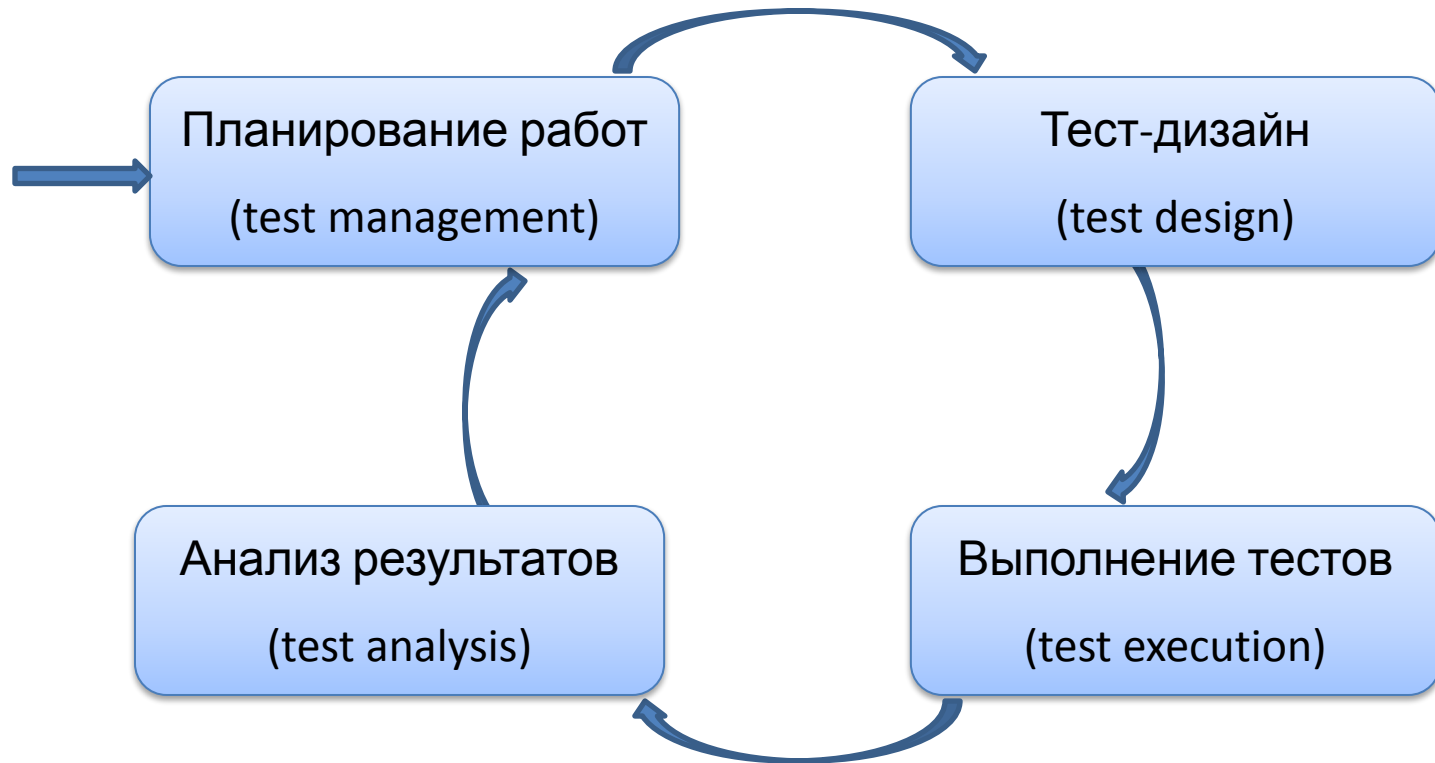 Планирование работ
(test management)
Тест-дизайн
(test design)
Анализ результатов
(test analysis)
Выполнение тестов
(test execution)